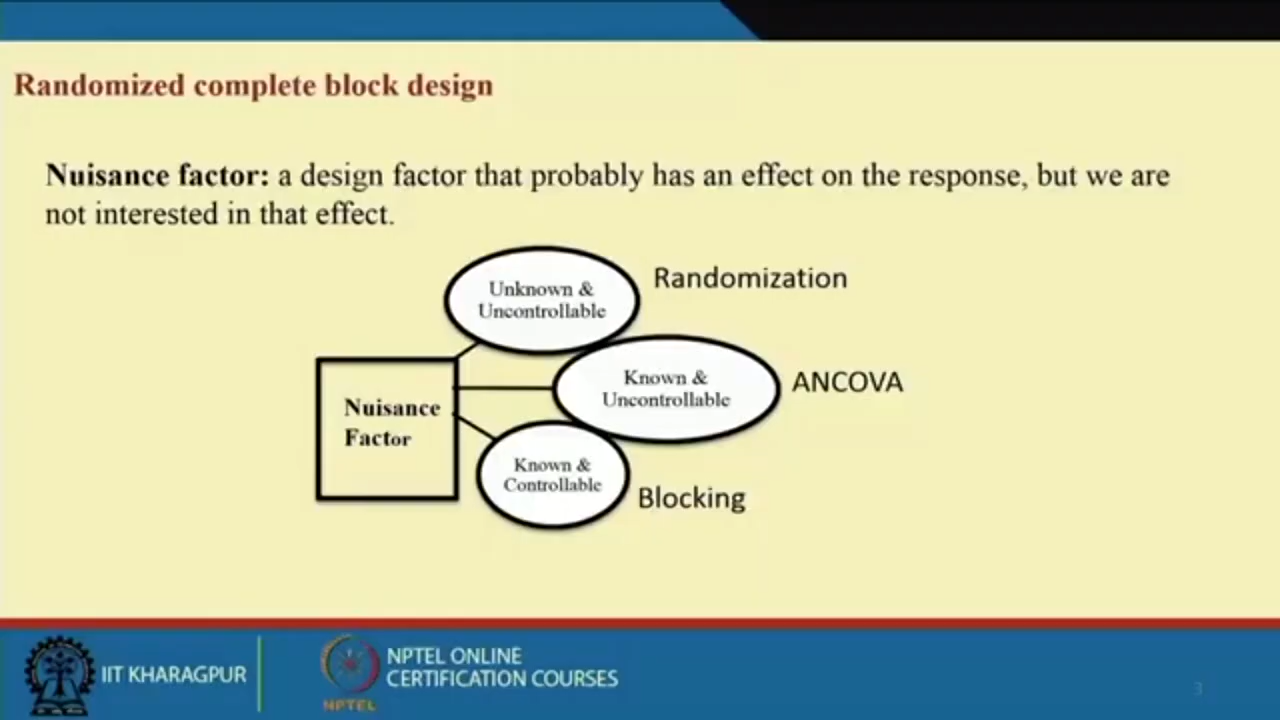 Randomized complete block design
Nuisance factor: a design factor that probably has an effect on the response, but we are
not interested in that effect.
Unknown &
Uncontrollable
Randomization
Known &
Uncontrollable
ANCOVA
Nuisance
Factor
Known &
Controllable
Blocking
IIT KHARAGPUR
NPTEL
NPTEL ONLINE
CERTIFICATION COURSES
3